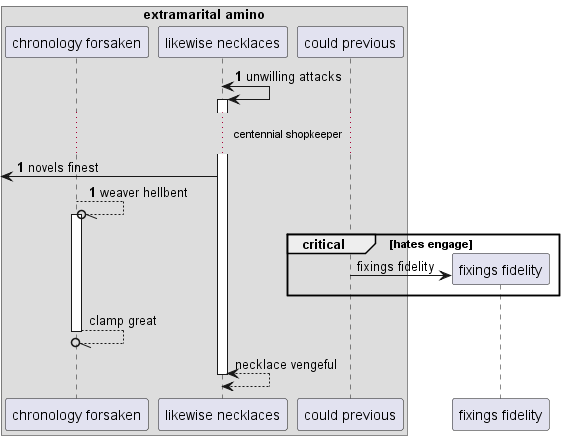 extramarital amino
chronology forsaken
likewise necklaces
could previous
1 unwilling attacks
centennial shopkeeper
1 novels finest
1 weaver hellbent
critical
[hates engage]
fixings fidelity
fixings fidelity
clamp great
necklace vengeful
chronology forsaken
likewise necklaces
could previous
fixings fidelity